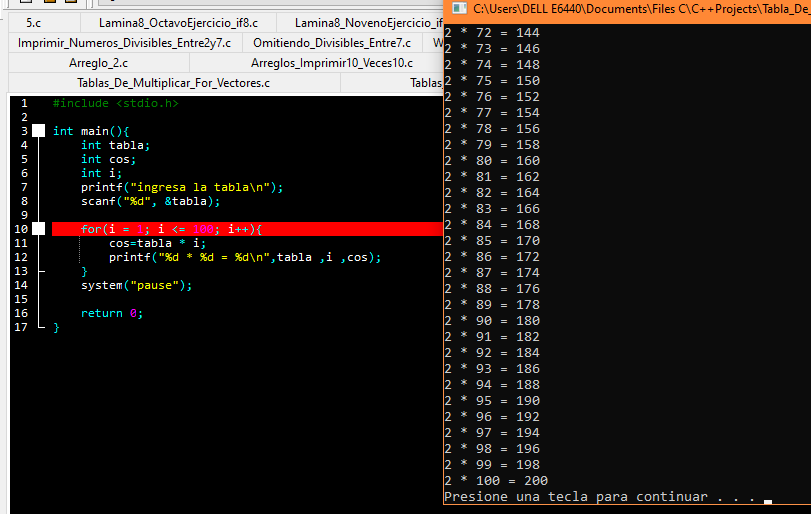 5.c Lamina8_OctavoEjercicio_if8.c Lamina8_NovenoEjercicio_if
Imprimir_Numeros_Divisibles_Entre2y7.c Omitiendo_Divisibles_Entre7.c W
Arreglo_2.c Arreglos_Imprimir10_Veces10.c
Tablas_De_Multiplicar_For_Vectores.c Tablas_
1 #include <stdio.h>
2
3 int main(){
4 int tabla;
5 int cos;
6 int i;
7 printf("ingresa la tabla\n");
8 scanf("%d", &tabla);
9
10 for(i = 1; i <= 100; i++){
11 cos=tabla * i;
12 printf("%d * %d = %d\n",tabla ,i ,cos);
13 }
14 system("pause");
15
16 return 0;
17 }
C:\Users\DELL E6440\Documents\Files C\C++Projects\Tabla_De_
2 * 72 = 144
2 * 73 = 146
2 * 74 = 148
2 * 75 = 150
2 * 76 = 152
2 * 77 = 154
2 * 78 = 156
2 * 79 = 158
2 * 80 = 160
2 * 81 = 162
2 * 82 = 164
2 * 83 = 166
2 * 84 = 168
2 * 85 = 170
2 * 86 = 172
2 * 87 = 174
2 * 88 = 176
2 * 89 = 178
2 * 90 = 180
2 * 91 = 182
2 * 92 = 184
2 * 93 = 186
2 * 94 = 188
2 * 95 = 190
2 * 96 = 192
2 * 97 = 194
2 * 98 = 196
2 * 99 = 198
2 * 100 = 200
Presione una tecla para continuar . . .